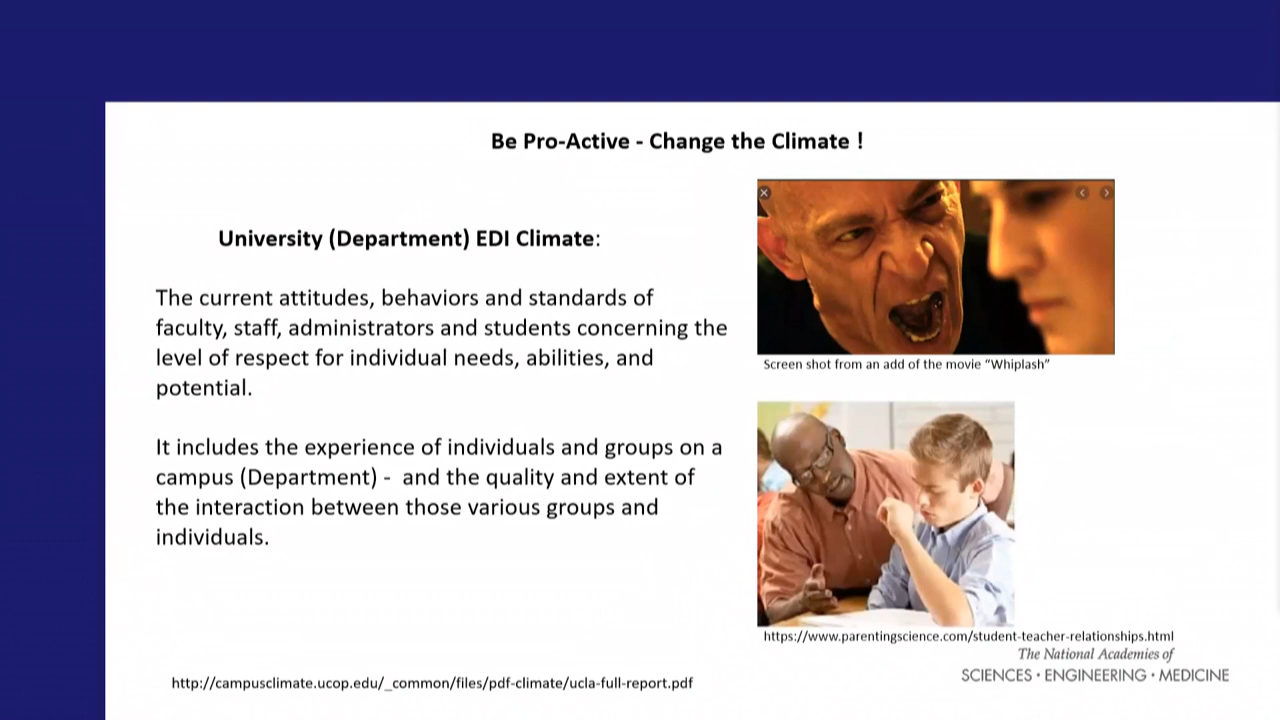 Be Pro-Active - Change the Climate !
University (Department) EDI Climate:
The current attitudes, behaviors and standards of
faculty, staff, administrators and students concerning the
level of respect for individual needs, abilities, and
potential.
It includes the experience of individuals and groups on a
campus (Department) - and the quality and extent of
the interaction between those various groups and
individuals.
http://campusclimate.ucop.edu/_common/files/pdf-climate/ucla-full-report.pdf
Screen shot from an add of the movie “Whiplash”
https://www.parentingscience.com/student-teacher-relationships.html
The National Academies of
SCIENCES · ENGINEERING · MEDICINE